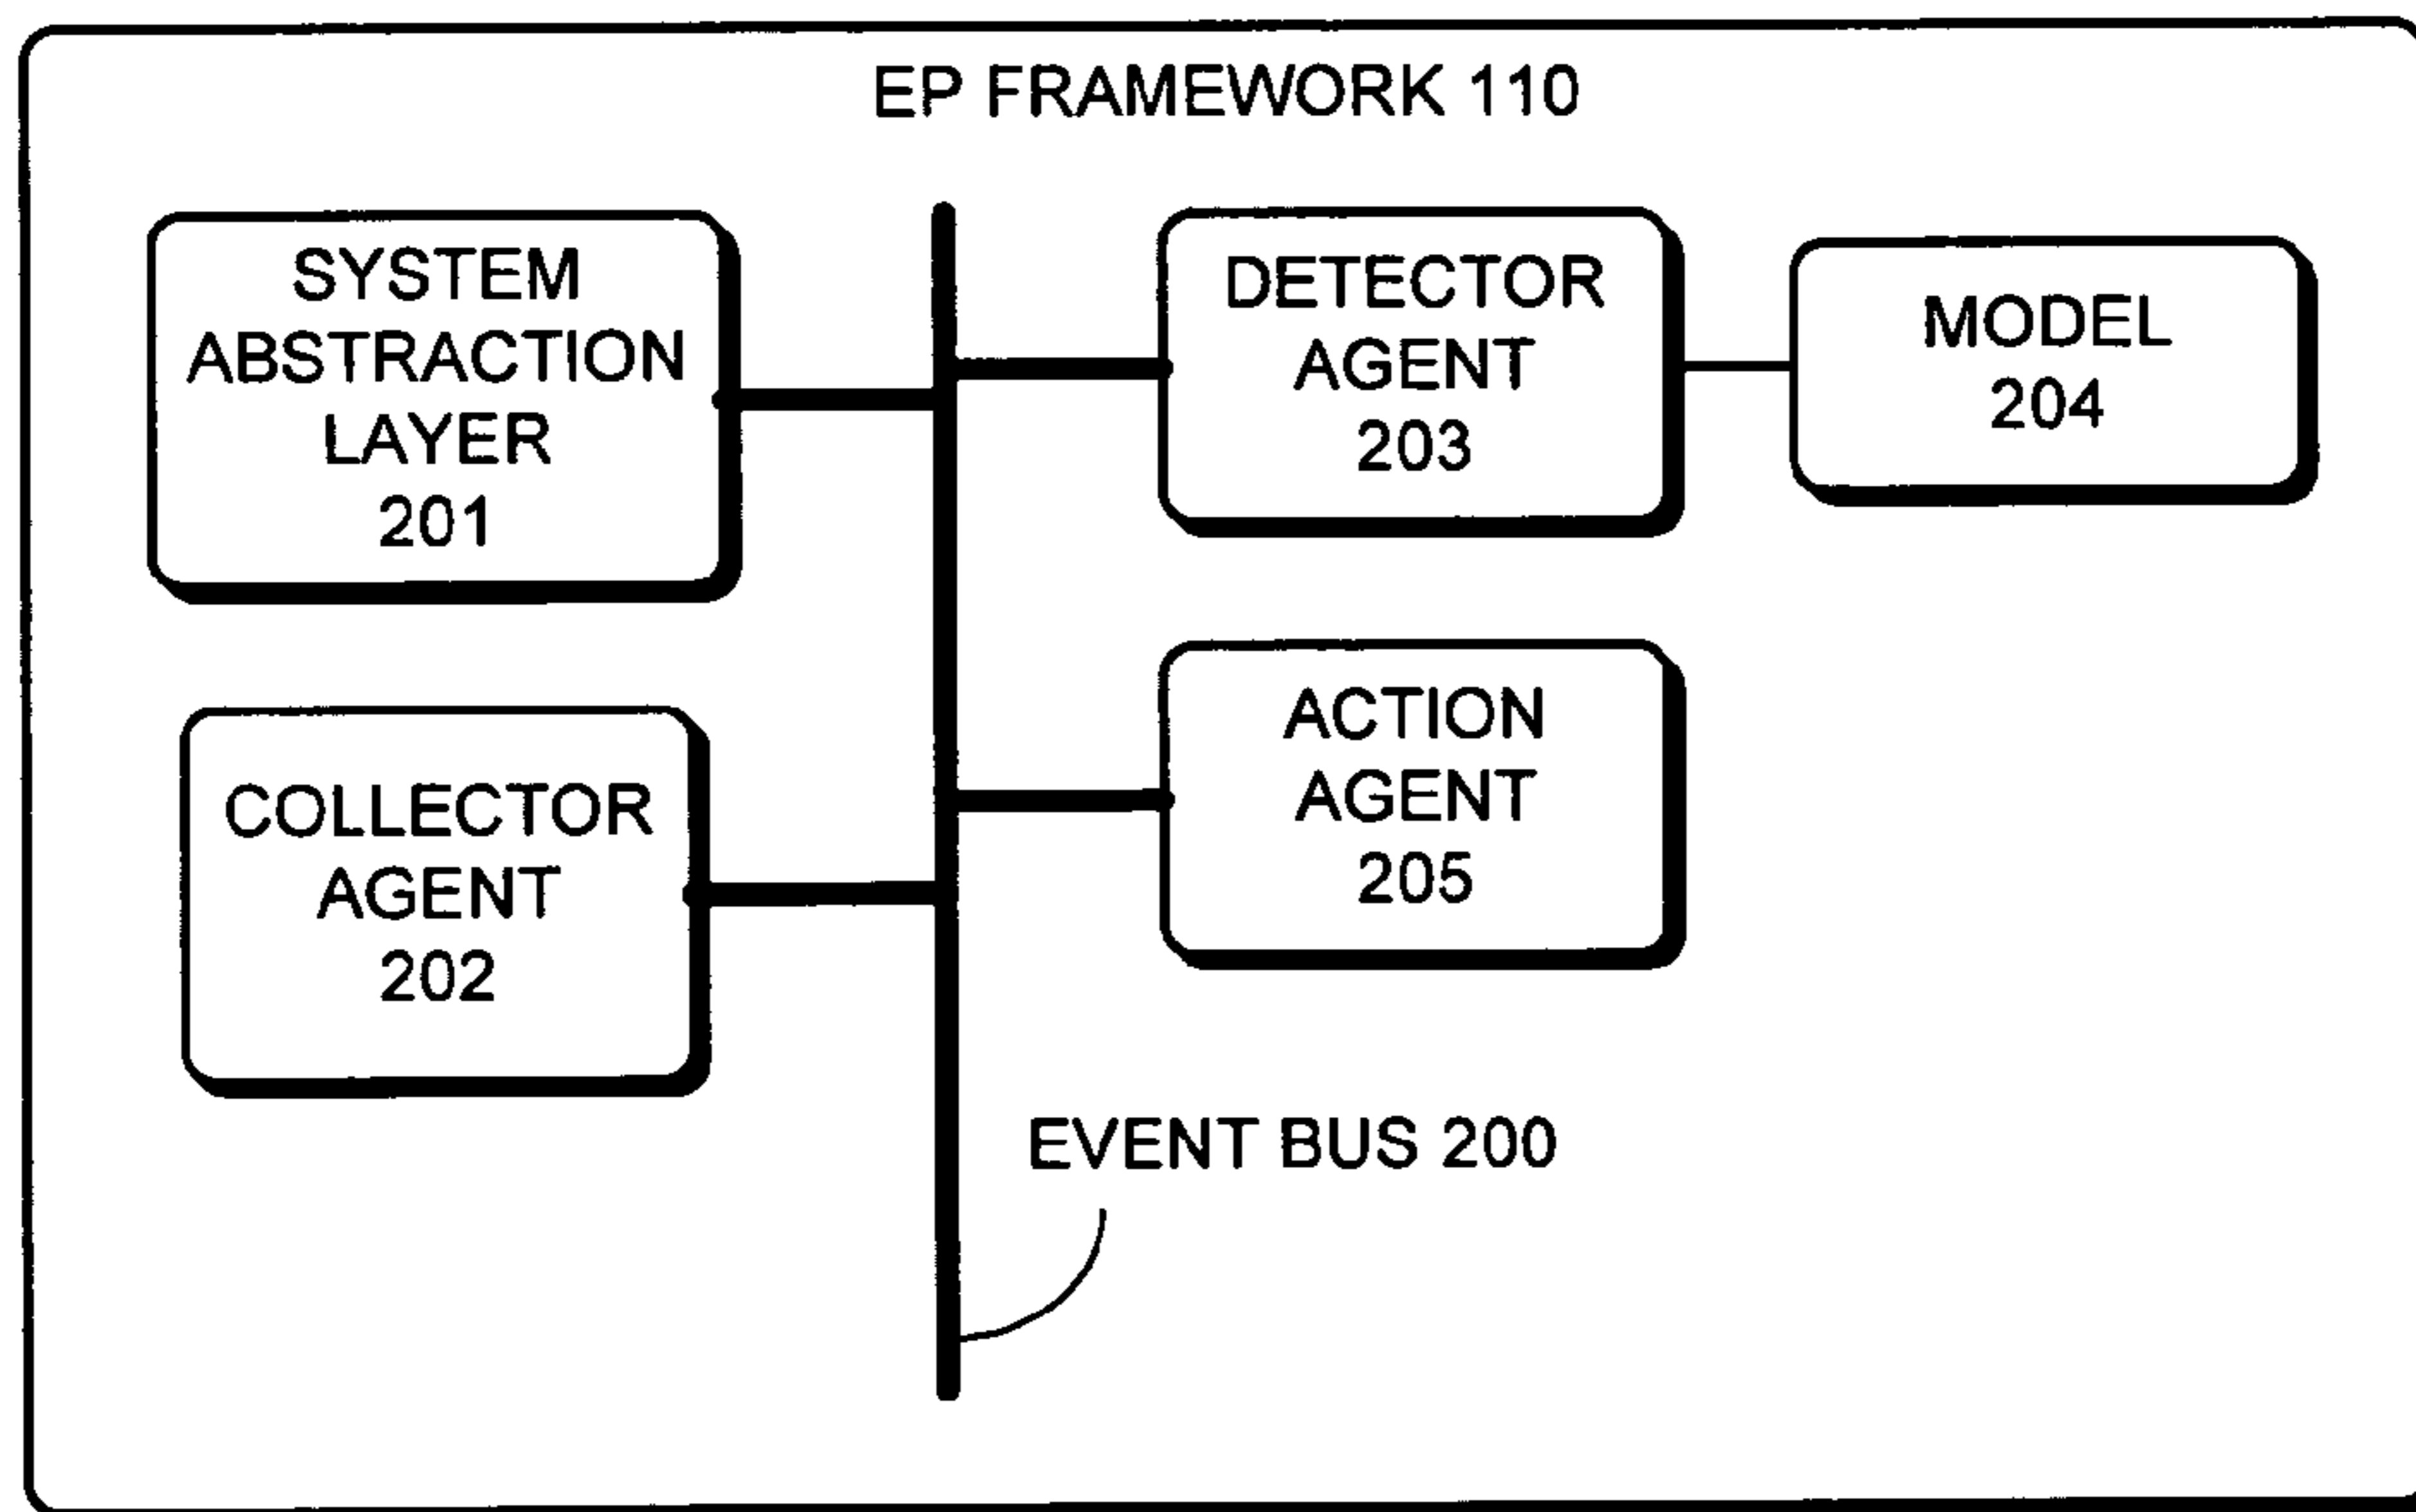 EP FRAMEWORK 110
SYSTEM
ABSTRACTION
LAYER
201
DETECTOR
AGENT
203
MODEL
204
COLLECTOR
AGENT
202
ACTION
AGENT
205
EVENT BUS 200